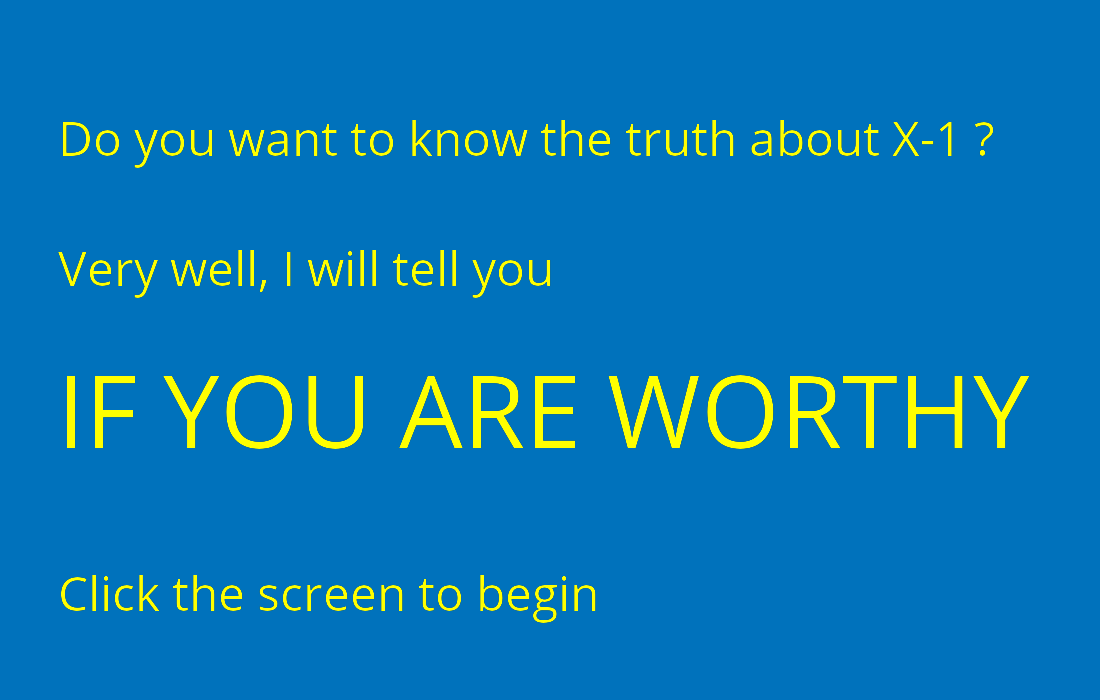 Do you want to know the truth about X-1 ?
Very well, I will tell you
IF YOU ARE WORTHY
Click the screen to begin